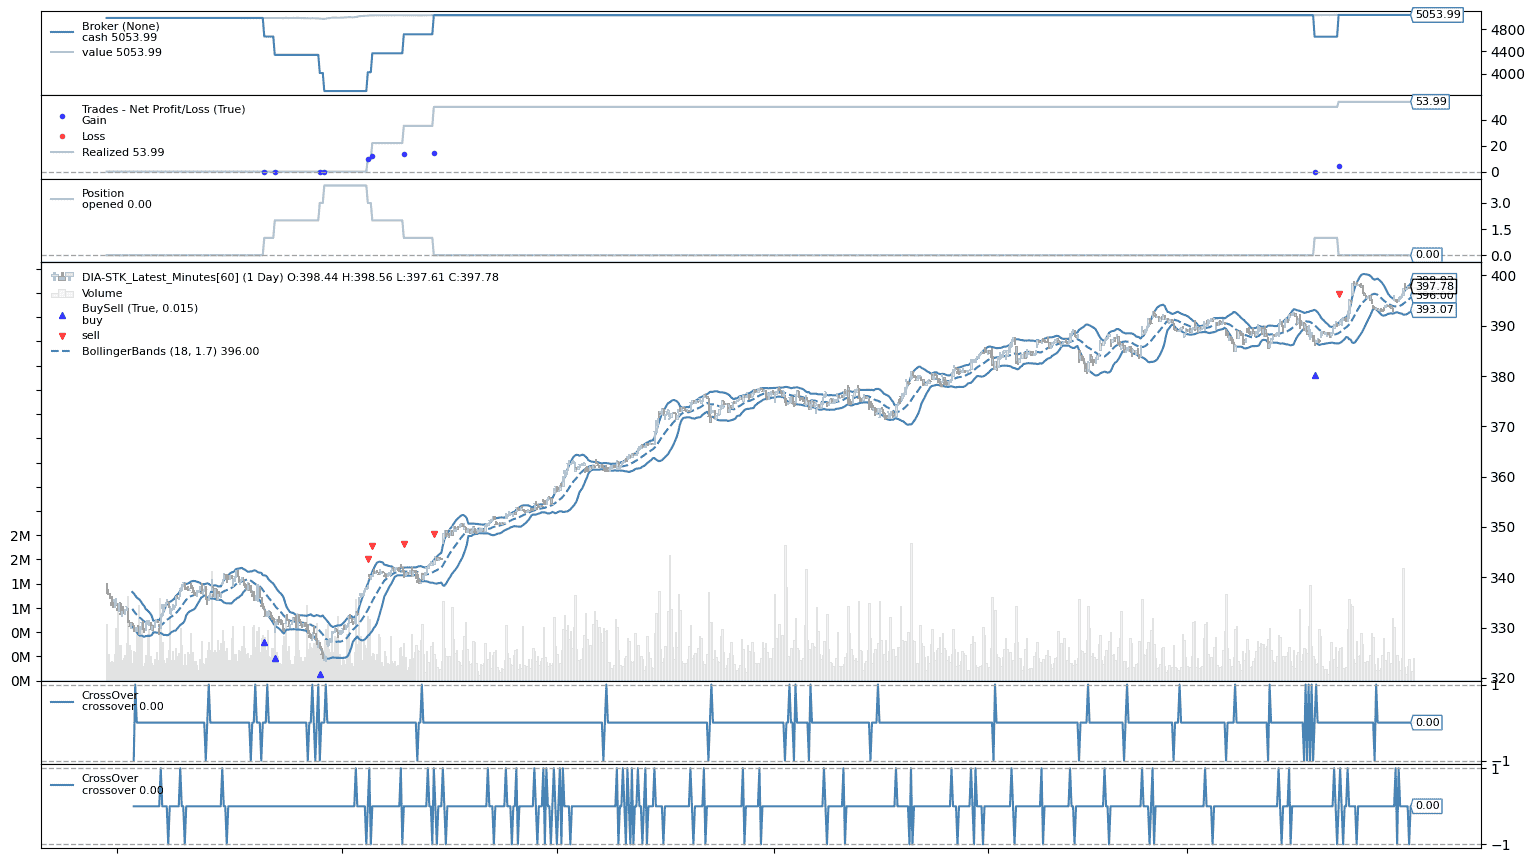 Broker (None)
cash 5053.99
value 5053.99
5053.99
4800
4400
4000
Trades - Net Profit/Loss (True)
Gain
Loss
Realized 53.99
53.99
40
20
0
Position
opened 0.00
3.0
1.5
0.0
0.00
DIA-STK_Latest_Minutes[60] (1 Day) O:398.44 H:398.56 L:397.61 C:397.78
Volume
BuySell (True, 0.015)
buy
sell
BollingerBands (18, 1.7) 396.00
397.78
396.00
393.07
400
390
380
370
360
350
340
330
320
2M
2M
1M
1M
0M
0M
0M
CrossOver
crossover 0.00
1
0.00
−1
CrossOver
crossover 0.00
1
0.00
−1